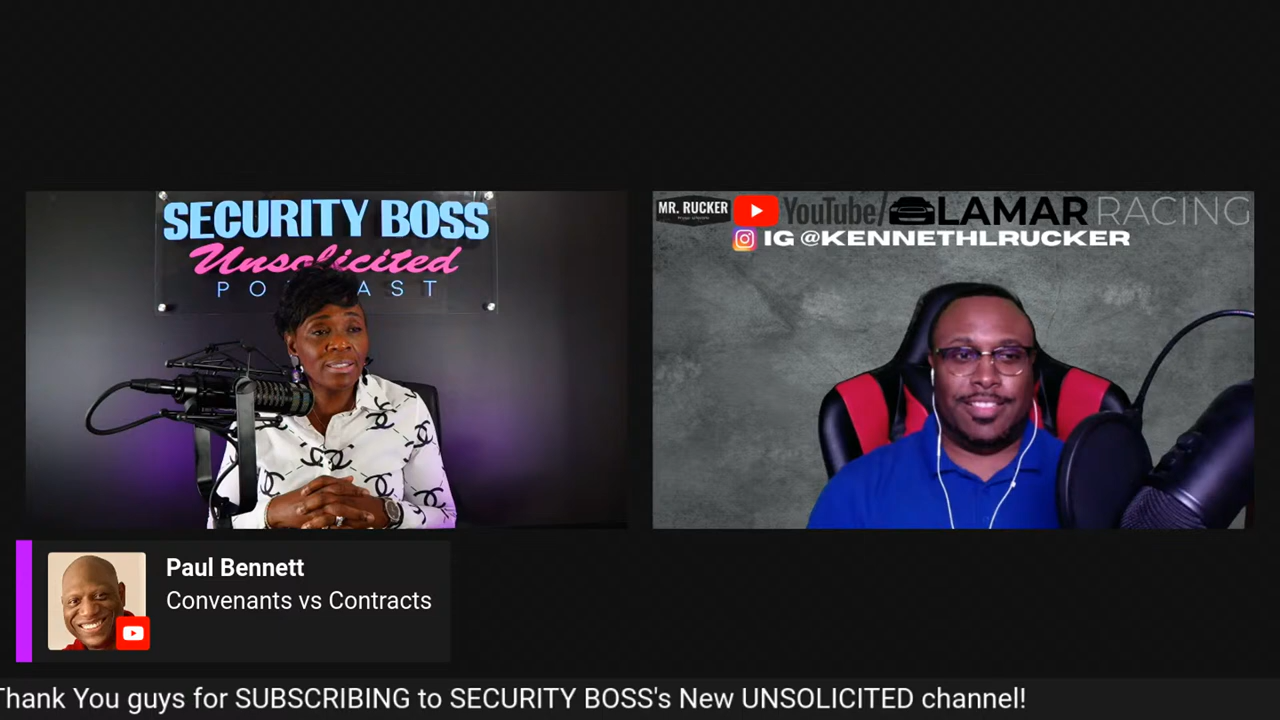 SECURITY BOSS
Unsolicited
PODCAST
MR. RUCKER
YouTube/ LAMAR RACING
IG @KENNETHLRUCKER
Paul Bennett
Convenants vs Contracts
Thank You guys for SUBSCRIBING to SECURITY BOSS's New UNSOLICITED channel!